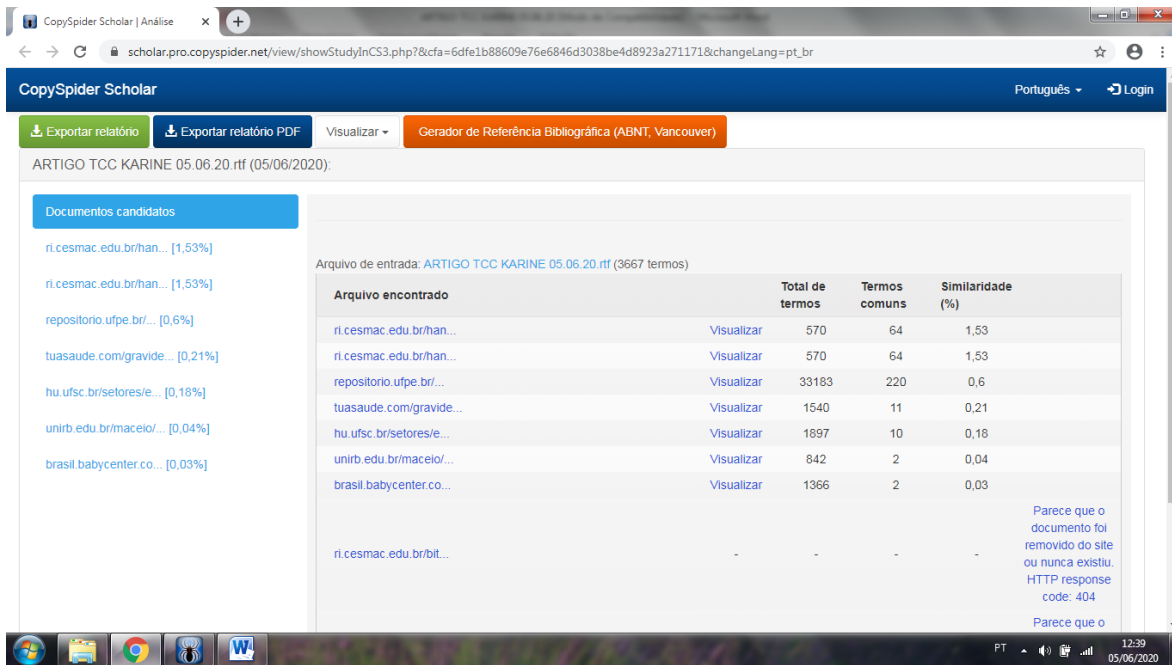 CopySpider Scholar | Análise
scholar.pro.copyspider.net/view/showStudyInCS3.php?&cfa=6dfe1b88609e76e6846d3038be4d8923a271171&changeLang=pt_br
CopySpider Scholar Português Login
Exportar relatório Exportar relatório PDF Visualizar Gerador de Referência Bibliográfica (ABNT, Vancouver)
ARTIGO TCC KARINE 05.06.20.rtf (05/06/2020):
Documentos candidatos
ri.cesmac.edu.br/han... [1,53%]
ri.cesmac.edu.br/han... [1,53%]
repositorio.ufpe.br/... [0,6%]
tuasaude.com/gravide... [0,21%]
hu.ufsc.br/setores/e... [0,18%]
unirb.edu.br/maceio/... [0,04%]
brasil.babycenter.co... [0,03%]
Arquivo de entrada: ARTIGO TCC KARINE 05.06.20.rtf (3667 termos)
Arquivo encontrado Total de termos Termos comuns Similaridade (%)
ri.cesmac.edu.br/han... Visualizar 570 64 1,53
ri.cesmac.edu.br/han... Visualizar 570 64 1,53
repositorio.ufpe.br/... Visualizar 33183 220 0,6
tuasaude.com/gravide... Visualizar 1540 11 0,21
hu.ufsc.br/setores/e... Visualizar 1897 10 0,18
unirb.edu.br/maceio/... Visualizar 842 2 0,04
brasil.babycenter.co... Visualizar 1366 2 0,03
ri.cesmac.edu.br/bit... - - - -
Parece que o
documento foi
removido do site
ou nunca existiu.
HTTP response
code: 404
Parece que o
PT 12:39
05/06/2020